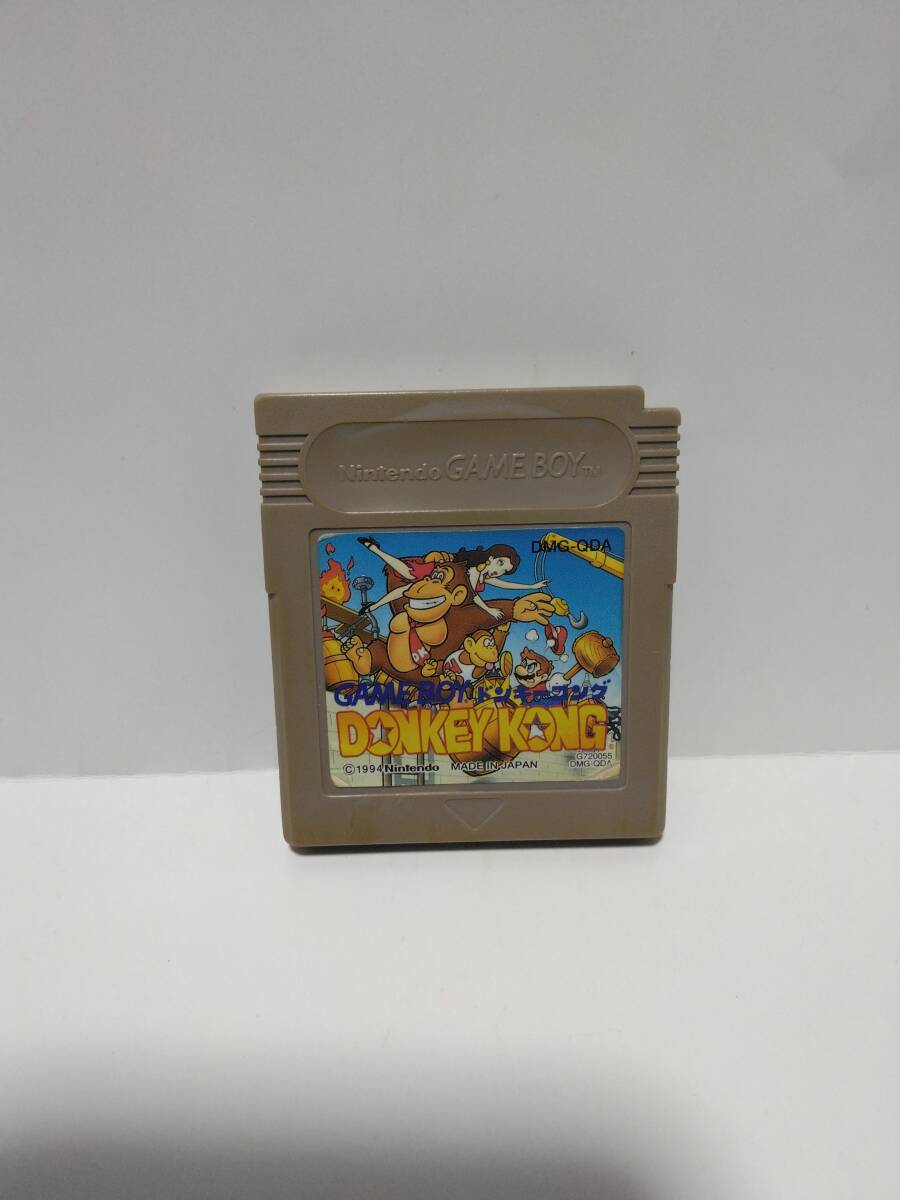 Nintendo GAME BOY™
DMG-QDA
DK
GAME BOY ドンキーコング
DONKEY KONG
©1994 Nintendo MADE IN JAPAN
G720055
DMG-QDA